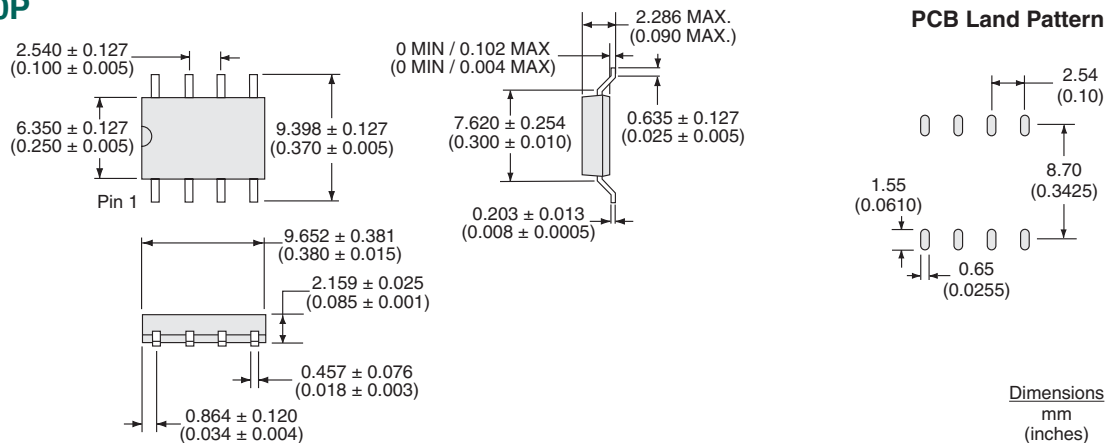 0P
2.540 ± 0.127
(0.100 ± 0.005)
6.350 ± 0.127
(0.250 ± 0.005)
9.398 ± 0.127
(0.370 ± 0.005)
Pin 1
9.652 ± 0.381
(0.380 ± 0.015)
2.159 ± 0.025
(0.085 ± 0.001)
0.457 ± 0.076
(0.018 ± 0.003)
0.864 ± 0.120
(0.034 ± 0.004)
2.286 MAX.
(0.090 MAX.)
0 MIN / 0.102 MAX
(0 MIN / 0.004 MAX)
7.620 ± 0.254
(0.300 ± 0.010)
0.635 ± 0.127
(0.025 ± 0.005)
0.203 ± 0.013
(0.008 ± 0.0005)
PCB Land Pattern
2.54
(0.10)
8.70
(0.3425)
1.55
(0.0610)
0.65
(0.0255)
Dimensions
mm
(inches)